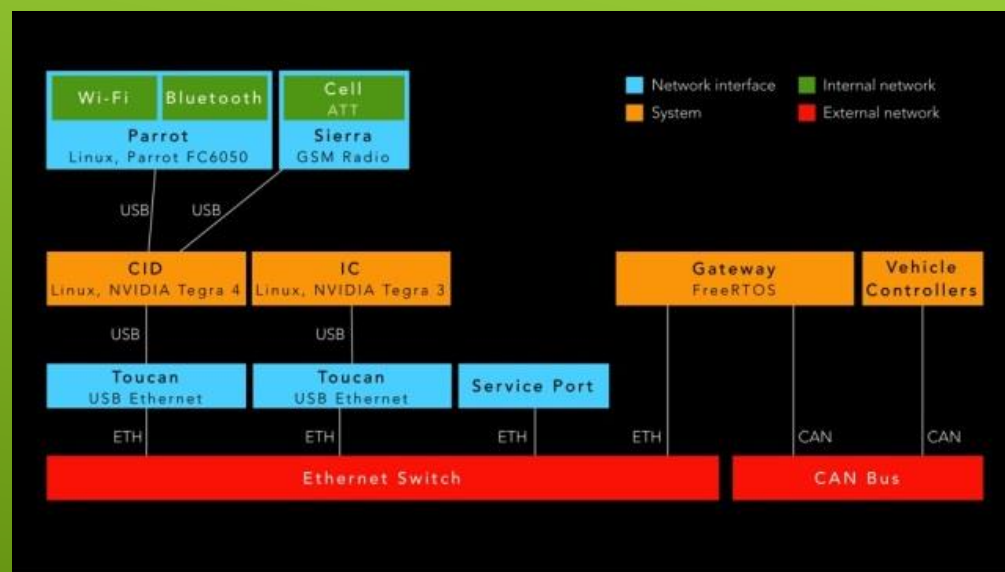 Wi-Fi
Bluetooth
Parrot
Linux, Parrot FC6050
Cell
ATT
Sierra
GSM Radio
Network interface
Internal network
System
External network
USB
USB
CID
Linux, NVIDIA Tegra 4
IC
Linux, NVIDIA Tegra 3
Gateway
FreeRTOS
Vehicle
Controllers
USB
USB
Toucan
USB Ethernet
Toucan
USB Ethernet
Service Port
ETH
ETH
ETH
ETH
CAN
CAN
Ethernet Switch
CAN Bus